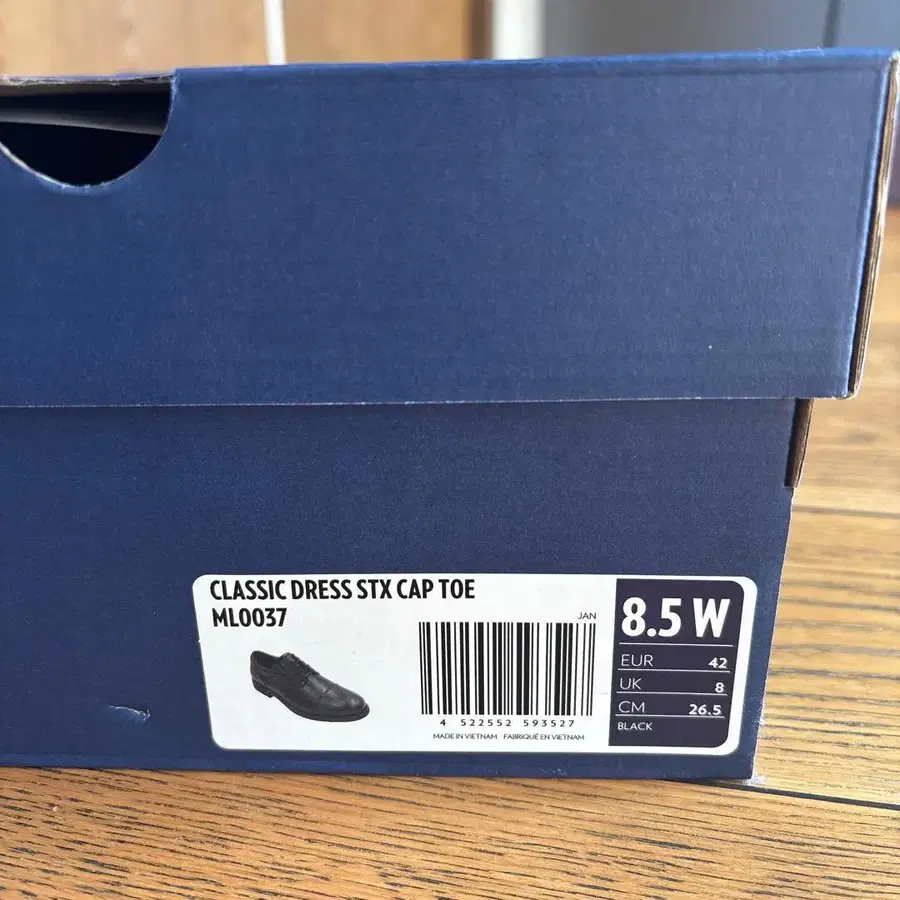 CLASSIC DRESS STX CAP TOE
ML0037
JAN
4 522552 593527
MADE IN VIETNAM FABRIQUÉ EN VIETNAM
8.5 W
EUR 42
UK 8
CM 26.5
BLACK